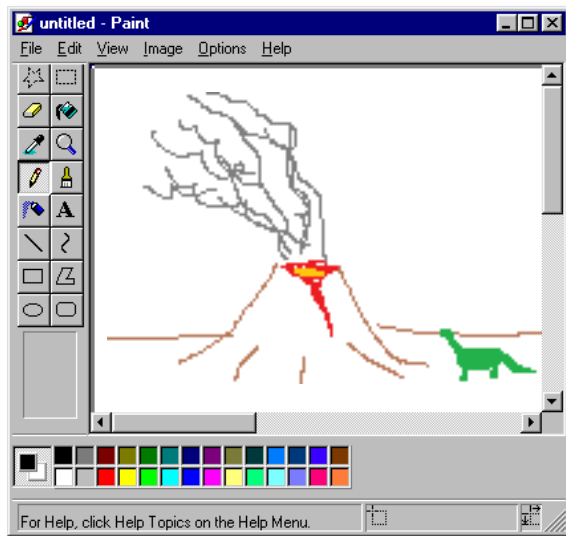 untitled - Paint
File Edit View Image Options Help
A
For Help, click Help Topics on the Help Menu.